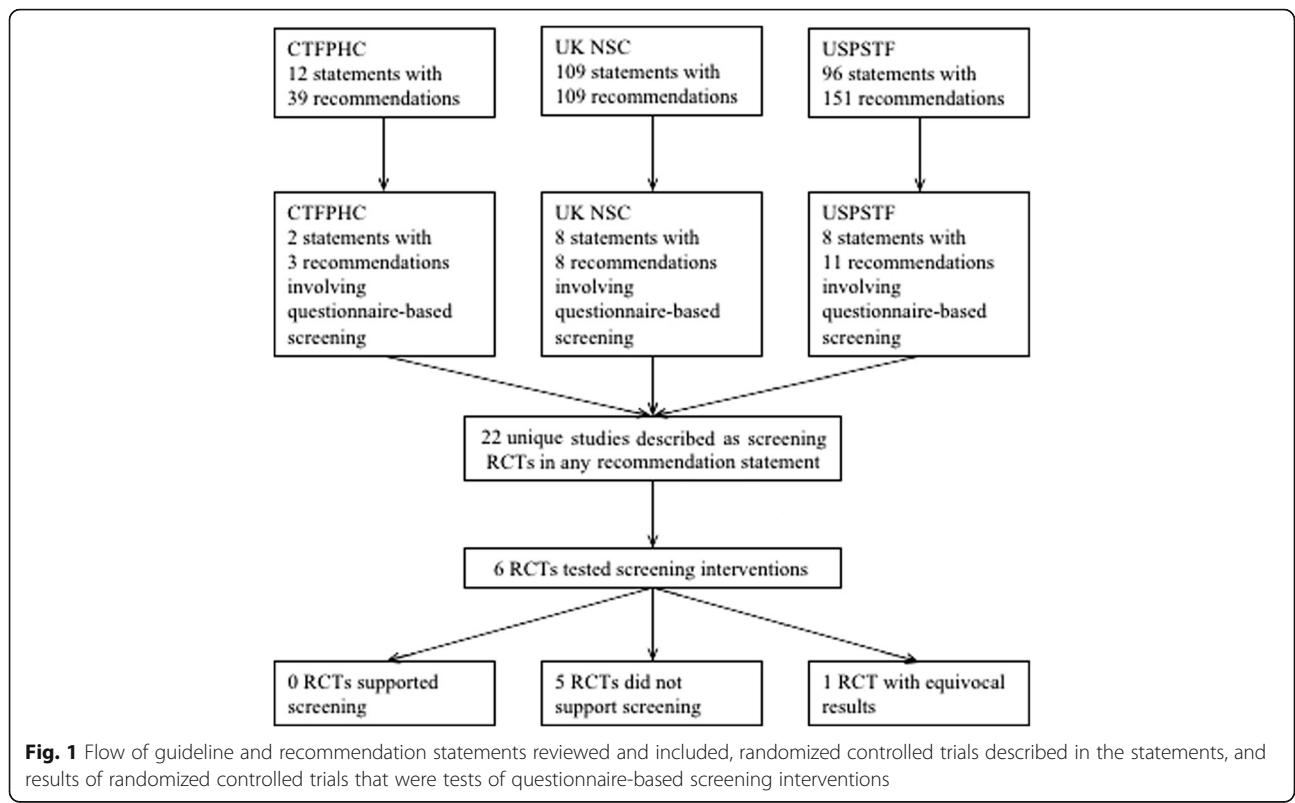 CTFPHC
12 statements with
39 recommendations
UK NSC
109 statements with
109 recommendations
USPSTF
96 statements with
151 recommendations
CTFPHC
2 statements with
3 recommendations
involving
questionnaire-based
screening
UK NSC
8 statements with
8 recommendations
involving
questionnaire-based
screening
USPSTF
8 statements with
11 recommendations
involving
questionnaire-based
screening
22 unique studies described as screening
RCTs in any recommendation statement
6 RCTs tested screening interventions
0 RCTs supported
screening
5 RCTs did not
support screening
1 RCT with equivocal
results
Fig. 1 Flow of guideline and recommendation statements reviewed and included, randomized controlled trials described in the statements, and
results of randomized controlled trials that were tests of questionnaire-based screening interventions